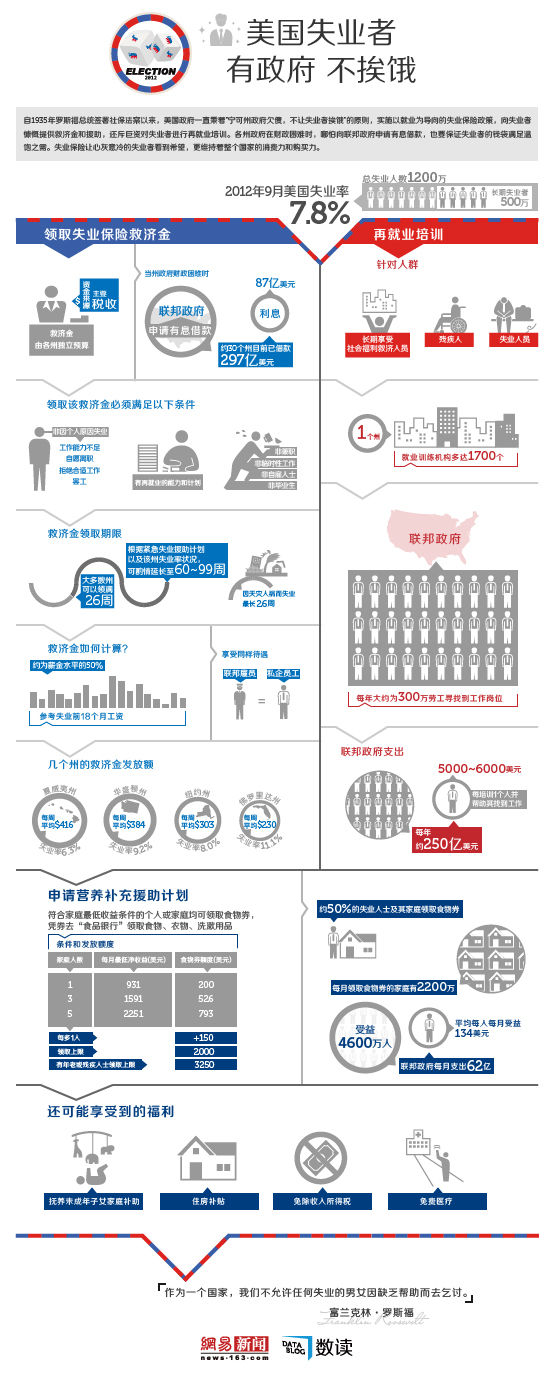 ELECTION
2012
美国失业者
有政府 不挨饿
自1935年罗斯福总统签署社保法案以来，美国政府一直秉着"宁可州政府欠债，不让失业者挨饿"的原则，实施以就业为导向的失业保险政策，向失业者
慷慨提供救济金和援助，还斥巨资对失业者进行再就业培训。各州政府在财政困难时，哪怕向联邦政府申请有息借款，也要保证失业者的钱袋满足温
饱之需。失业保险让心灰意冷的失业者看到希望，更维持着整个国家的消费力和购买力。
2012年9月美国失业率
7.8%
总失业人数1200万
长期失业者
500万
领取失业保险救济金
资金来源
主要
税收
$
救济金
由各州独立预算
当州政府财政困难时
联邦政府
申请有息借款
87亿美元
利息
约30个州目前已借款
297亿美元
领取该救济金必须满足以下条件
非因个人原因失业
工作能力不足
自愿离职
拒绝合适工作
罢工
有再就业的能力和计划
非兼职
非临时性工作
非自雇人士
非毕业生
救济金领取期限
大多数州
可以领满
26周
根据紧急失业援助计划
以及该州失业率状况，
可酌情延长至60~99周
因天灾人祸而失业
最长26周
救济金如何计算？
约为薪金水平的50%
参考失业前18个月工资
享受同样待遇
联邦雇员
私企员工
=
几个州的救济金发放额
夏威夷州
每周
平均$416
失业率6.3%
华盛顿州
每周
平均$384
失业率9.2%
纽约州
每周
平均$303
失业率8.0%
佛罗里达州
每周
平均$230
失业率11.1%
再就业培训
针对人群
长期享受
社会福利救济人员
残疾人
失业人员
1个州
就业训练机构多达1700个
联邦政府
每年大约为300万劳工寻找到工作岗位
联邦政府支出
5000~6000美元
每培训1个人并
帮助其找到工作
每年
约250亿美元
申请营养补充援助计划
符合家庭最低收益条件的个人或家庭均可领取食物券，
凭券去“食品银行”领取食物、衣物、洗漱用品
条件和发放额度
家庭人数 每月最低净收益(美元) 食物券额度(美元)
1 931 200
3 1591 526
5 2251 793
每多1人 +150
领取上限 2000
有年老或残疾人士领取上限 3250
约50%的失业人士及其家庭领取食物券
每月领取食物券的家庭有2200万
受益
4600万人
平均每人每月受益
134美元
联邦政府每月支出62亿
还可能享受到的福利
抚养未成年子女家庭补助
住房补贴
免除收入所得税
免费医疗
「作为一个国家，我们不允许任何失业的男女因缺乏帮助而去乞讨。」
富兰克林·罗斯福
Franklin Roosevelt
網易 新闻
news·163·com
DATA
BLOG
数读